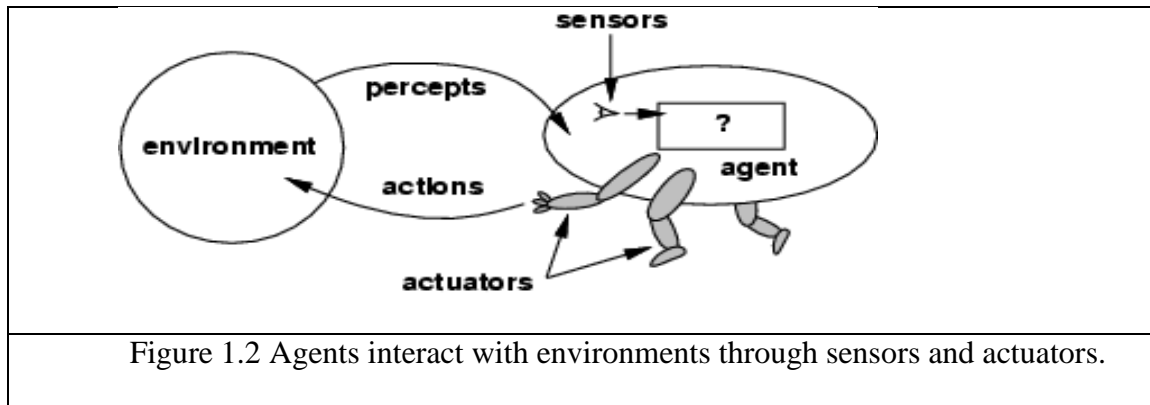 sensors
percepts
?
environment
agent
actions
actuators
Figure 1.2 Agents interact with environments through sensors and actuators.